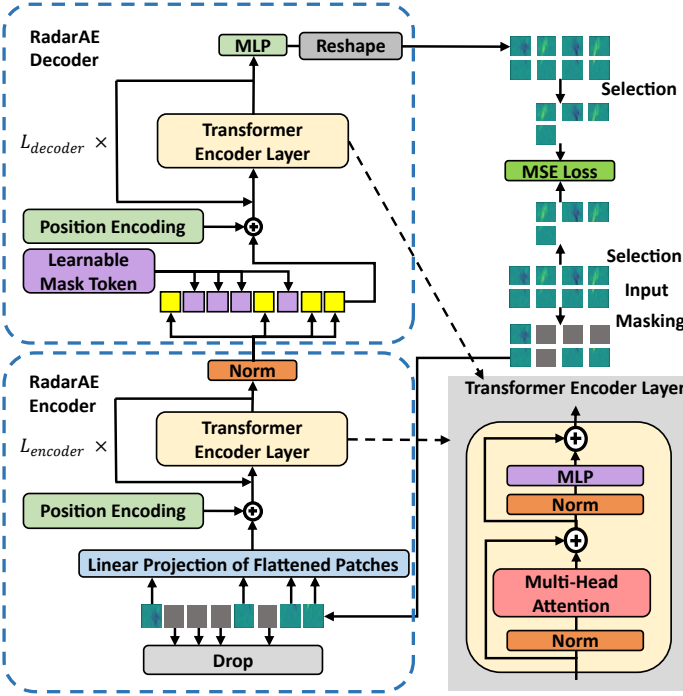 RadarAE
Decoder
MLP
Reshape
Selection
Transformer
Encoder Layer
L_decoder ×
MSE Loss
Position Encoding
+
Learnable
Mask Token
Selection
Input
Masking
RadarAE
Encoder
Norm
Transformer
Encoder Layer
L_encoder ×
Position Encoding
+
Linear Projection of Flattened Patches
Drop
Transformer Encoder Layer
+
MLP
Norm
+
Multi-Head
Attention
Norm